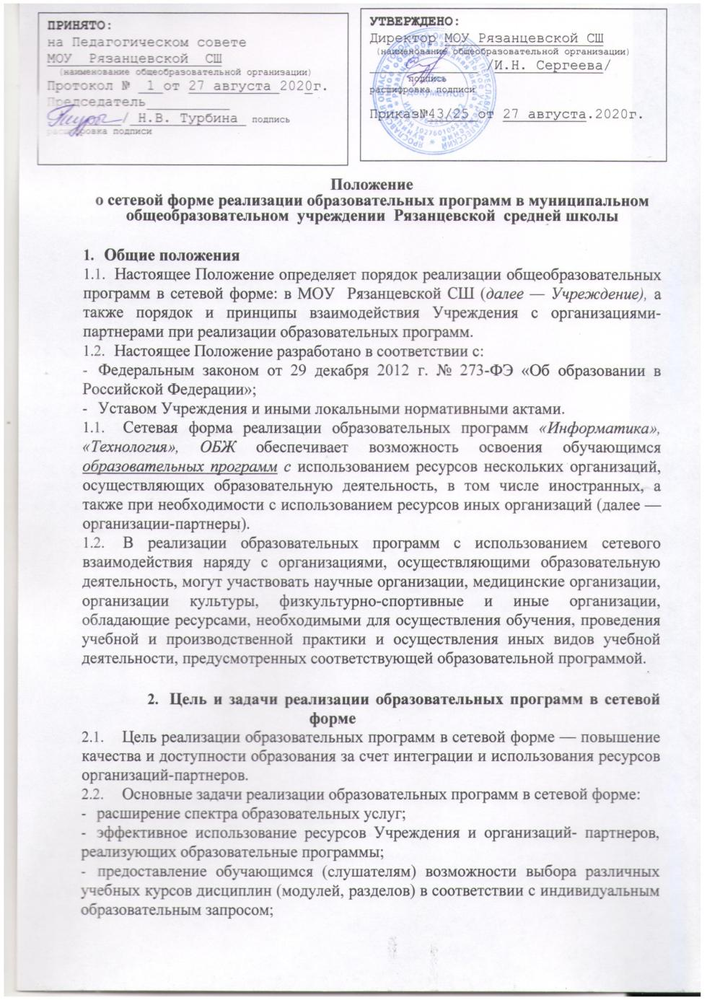 ПРИНЯТО:
на Педагогическом совете
МОУ Рязанцевской СШ
(наименование общеобразовательной организации)
Протокол № 1 от 27 августа 2020г.
Председатель
/ Н.В. Турбина подпись
расшифровка подписи
УТВЕРЖДЕНО:
Директор МОУ Рязанцевской СШ
(наименование общеобразовательной организации)
/И.Н. Сергеева/
подпись
расшифровка подписи
документов
Приказ№43/25 от 27 августа.2020г.
Положение
о сетевой форме реализации образовательных программ в муниципальном
общеобразовательном учреждении Рязанцевской средней школы
1. Общие положения
1.1. Настоящее Положение определяет порядок реализации общеобразовательных
программ в сетевой форме: в МОУ Рязанцевской СШ (далее — Учреждение), а
также порядок и принципы взаимодействия Учреждения с организациями-
партнерами при реализации образовательных программ.
1.2. Настоящее Положение разработано в соответствии с:
- Федеральным законом от 29 декабря 2012 г. № 273-ФЭ «Об образовании в
Российской Федерации»;
- Уставом Учреждения и иными локальными нормативными актами.
1.1. Сетевая форма реализации образовательных программ «Информатика»,
«Технология», ОБЖ обеспечивает возможность освоения обучающимся
образовательных программ с использованием ресурсов нескольких организаций,
осуществляющих образовательную деятельность, в том числе иностранных, а
также при необходимости с использованием ресурсов иных организаций (далее —
организации-партнеры).
1.2. В реализации образовательных программ с использованием сетевого
взаимодействия наряду с организациями, осуществляющими образовательную
деятельность, могут участвовать научные организации, медицинские организации,
организации культуры, физкультурно-спортивные и иные организации,
обладающие ресурсами, необходимыми для осуществления обучения, проведения
учебной и производственной практики и осуществления иных видов учебной
деятельности, предусмотренных соответствующей образовательной программой.
2. Цель и задачи реализации образовательных программ в сетевой
форме
2.1. Цель реализации образовательных программ в сетевой форме — повышение
качества и доступности образования за счет интеграции и использования ресурсов
организаций-партнеров.
2.2. Основные задачи реализации образовательных программ в сетевой форме:
- расширение спектра образовательных услуг;
- эффективное использование ресурсов Учреждения и организаций- партнеров,
реализующих образовательные программы;
- предоставление обучающимся (слушателям) возможности выбора различных
учебных курсов дисциплин (модулей, разделов) в соответствии с индивидуальным
образовательным запросом;